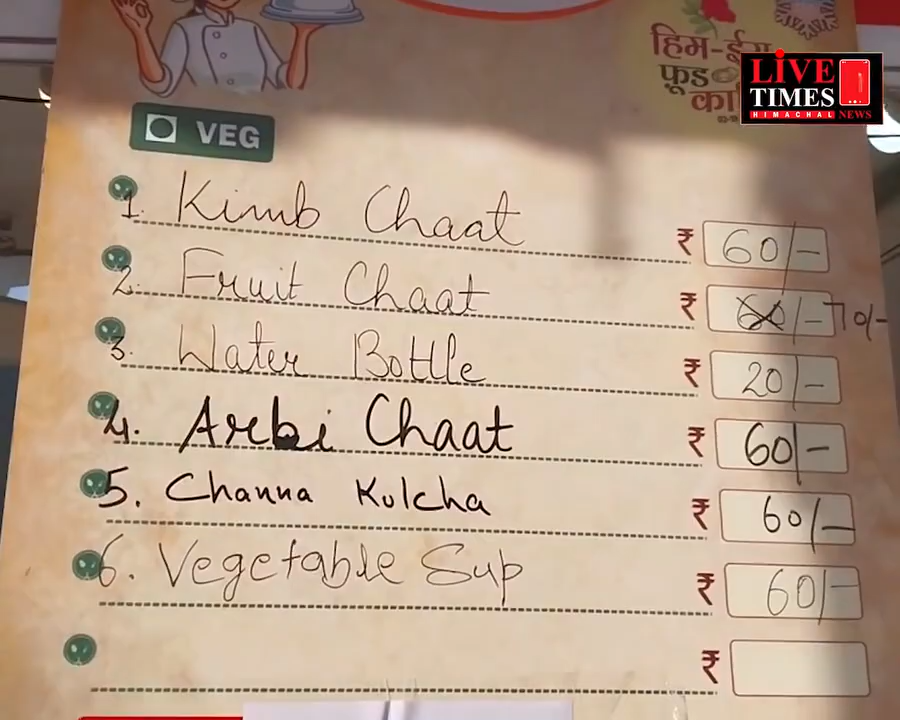 हिम-ईरा
फूड
LiVE
TIMES
HIMACHAL NEWS
VEG
1. Kimb Chaat ₹ 60/-
2. Fruit Chaat ₹ 60/- 70/-
3. Water Bottle ₹ 20/-
4. Arbi Chaat ₹ 60/-
5. Channa Kulcha ₹ 60/-
6. Vegetable Sup ₹ 60/-
₹